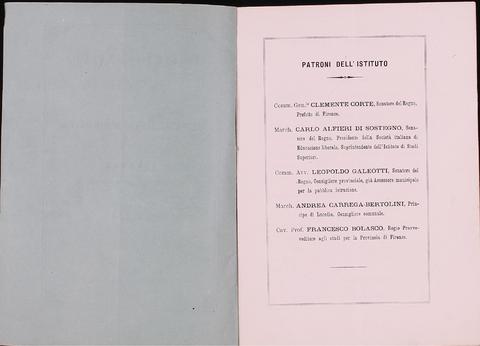 PATRONI DELL'ISTITUTO
Comm. Gen.le CLEMENTE CORTE, Senatore del Regno,
Prefetto di Firenze.
March. CARLO ALFIERI DI SOSTEGNO, Sena-
tore del Regno, Presidente della Società italiana di
Educazione liberale, Soprintendente dell'Istituto di Studi
Superiori.
Comm. Avv. LEOPOLDO GALEOTTI, Senatore del
Regno, Consigliere provinciale, già Assessore municipale
per la pubblica istruzione.
March. ANDREA CARREGA-BERTOLINI, Prin-
cipe di Lucedio, Consigliere comunale.
Cav. Prof. FRANCESCO BOLASCO, Regio Provve-
veditore agli studi per la Provincia di Firenze.